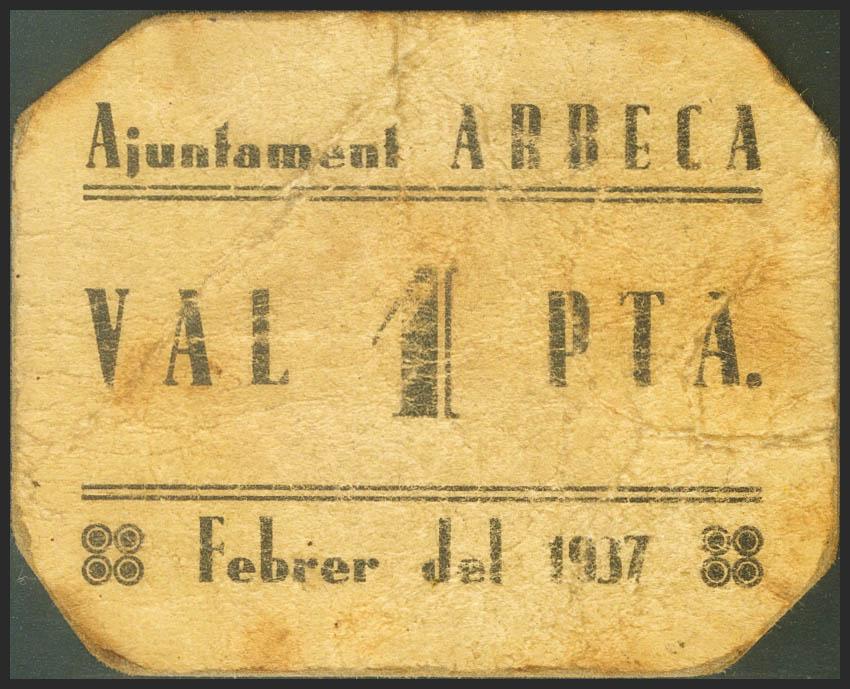 Ajuntament ARBECA
VAL 1 PTA.
Febrer del 1937